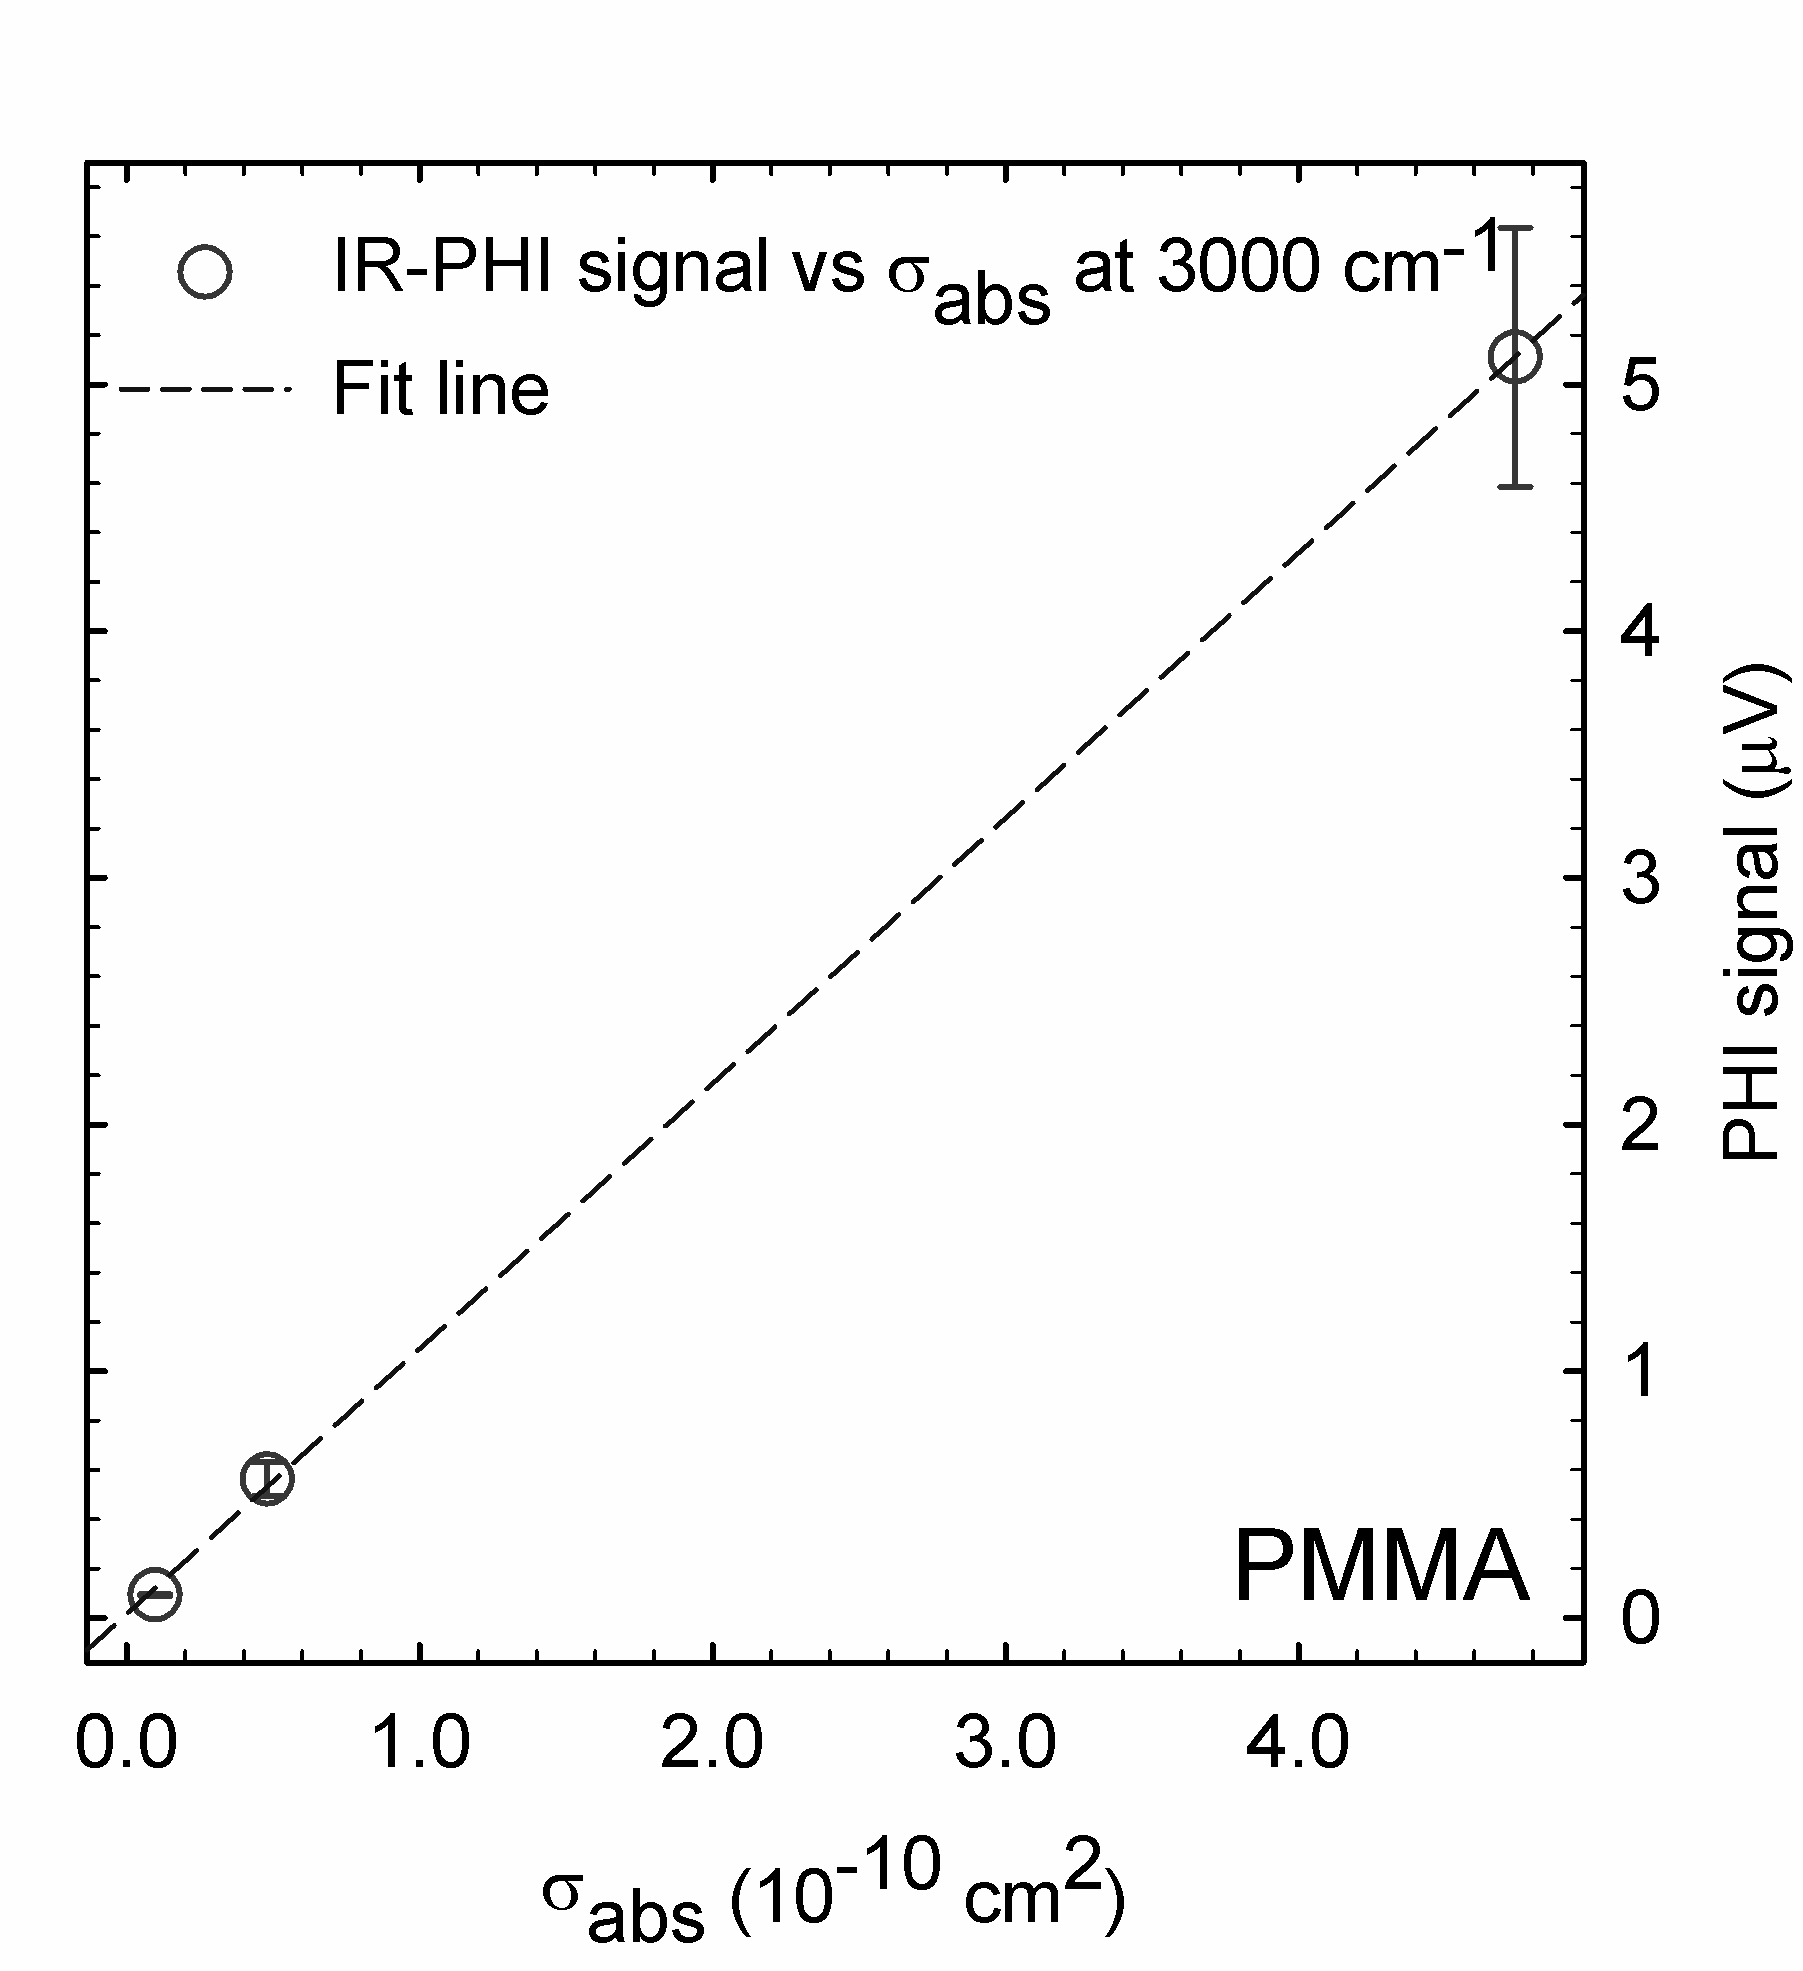 IR-PHI signal vs σabs at 3000 cm-1
Fit line
5
4
3
2
1
0
PHI signal (μV)
PMMA
0.0 1.0 2.0 3.0 4.0
σabs (10-10 cm2)